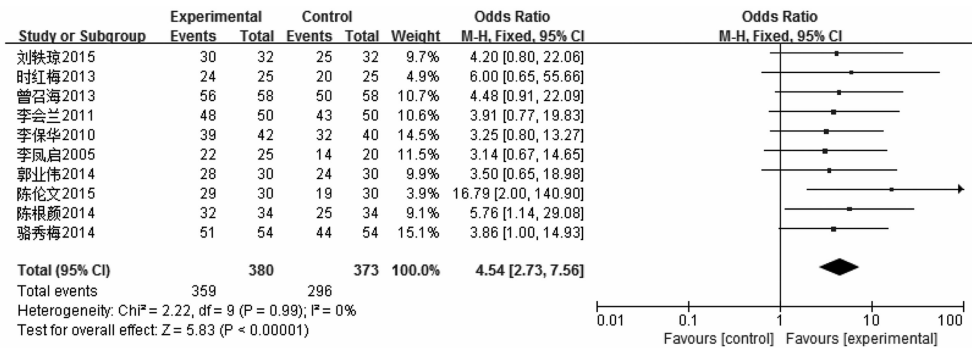 Experimental Control Odds Ratio Odds Ratio
Study or Subgroup Events Total Events Total Weight M-H, Fixed, 95% CI M-H, Fixed, 95% CI
刘轶琼2015 30 32 25 32 9.7% 4.20 [0.80, 22.06]
时红梅2013 24 25 20 25 5.0% 6.00 [0.65, 55.66]
曾召海2013 56 58 50 58 10.7% 4.48 [0.91, 22.09]
李会兰2011 48 50 43 50 10.6% 3.91 [0.77, 19.83]
李保华2010 39 42 32 40 14.5% 3.25 [0.80, 13.27]
李凤启2005 22 25 14 20 11.5% 3.14 [0.67, 14.65]
郭业伟2014 28 30 24 30 9.9% 3.50 [0.65, 18.98]
陈伦文2015 29 30 19 30 3.9% 16.79 [2.00, 140.90]
陈根颜2014 32 34 25 34 9.1% 5.76 [1.14, 29.08]
骆秀梅2014 51 54 44 54 15.1% 3.86 [1.00, 14.93]
Total (95% CI) 380 373 100.0% 4.54 [2.73, 7.56]
Total events 359 296
Heterogeneity: Chi² = 2.22, df = 9 (P = 0.99); I² = 0%
Test for overall effect: Z = 5.83 (P < 0.00001)
0.01 0.1 1 10 100
Favours [control] Favours [experimental]